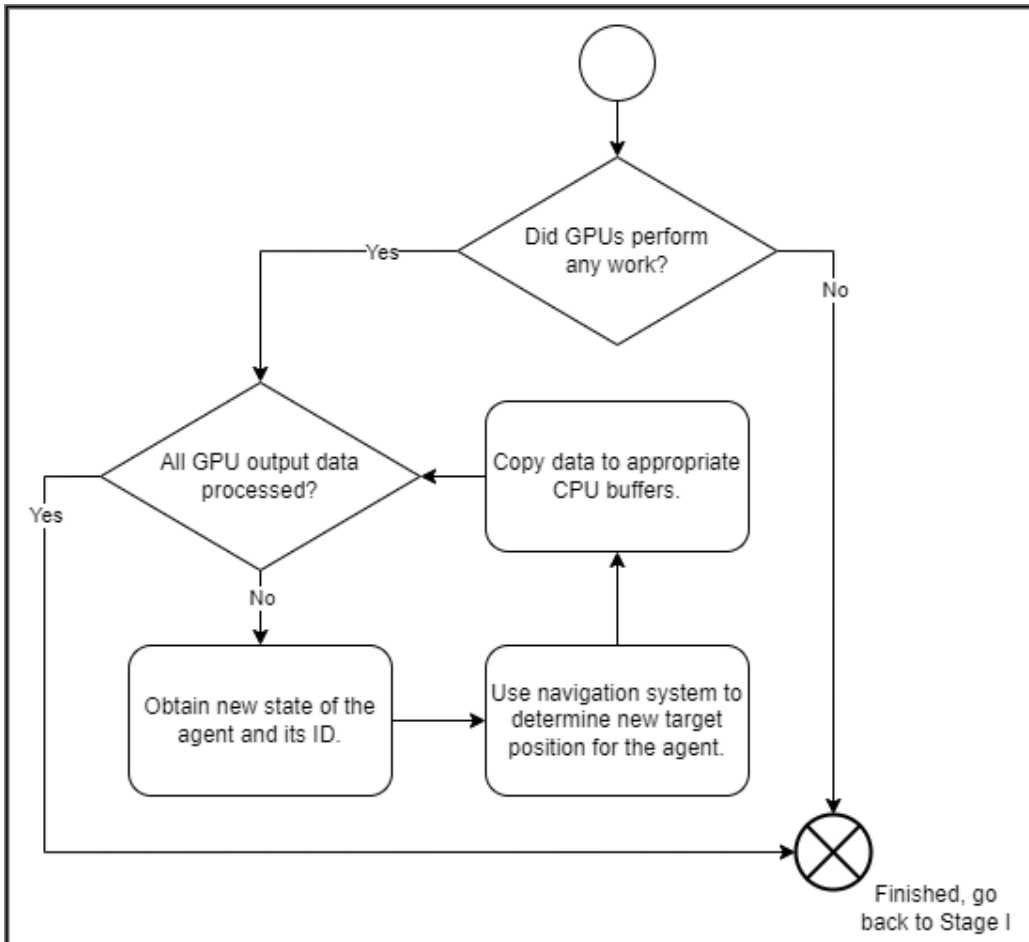 Did GPUs perform
any work?
Yes
No
All GPU output data
processed?
Copy data to appropriate
CPU buffers.
Yes
No
Obtain new state of the
agent and its ID.
Use navigation system to
determine new target
position for the agent.
Finished, go
back to Stage I